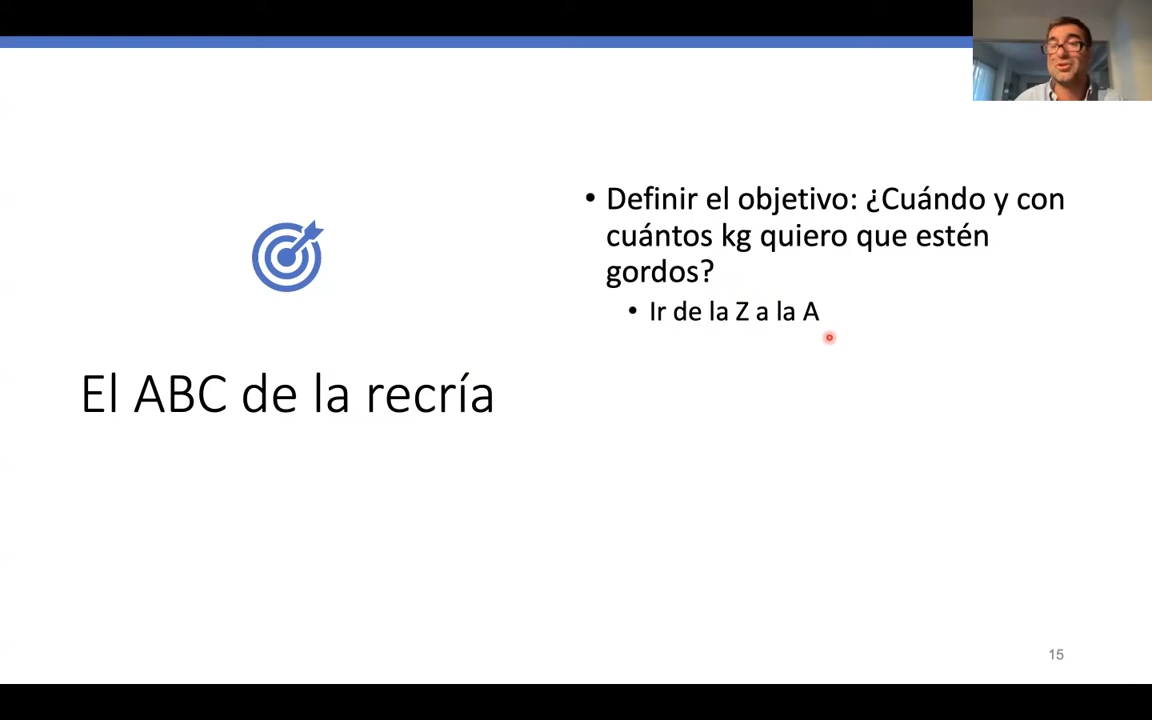 El ABC de la recría
• Definir el objetivo: ¿Cuándo y con
cuántos kg quiero que estén
gordos?
• Ir de la Z a la A
15